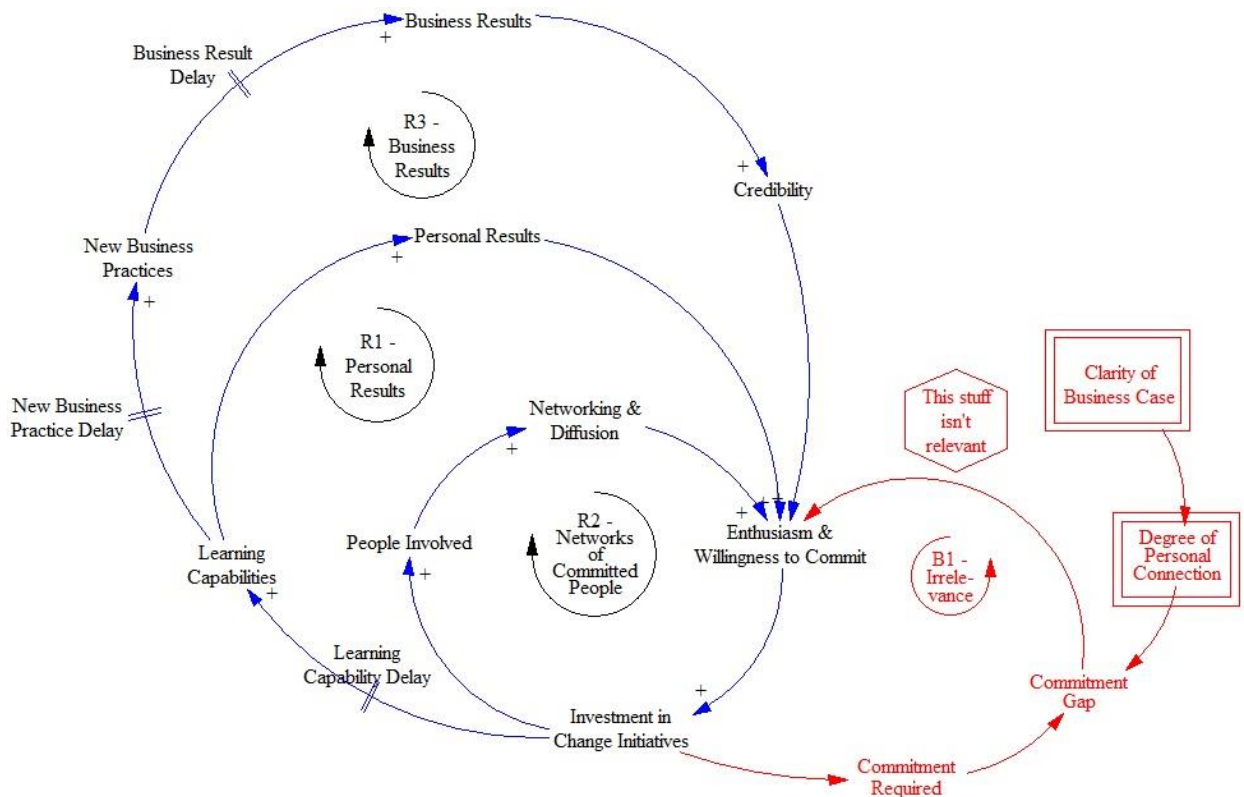 Business Results
+
Business Result
Delay
R3 -
Business
Results
+
Credibility
New Business
Practices
+
Personal Results
+
R1 -
Personal
Results
New Business
Practice Delay
Networking &
Diffusion
+
This stuff
isn't
relevant
Clarity of
Business Case
R2 -
Networks
of
Committed
People
People Involved
+
+ + +
Enthusiasm &
Willingness to Commit
B1 -
Irrele-
vance
Degree of
Personal
Connection
Learning
Capabilities
+
Learning
Capability Delay
+
Investment in
Change Initiatives
Commitment
Gap
Commitment
Required